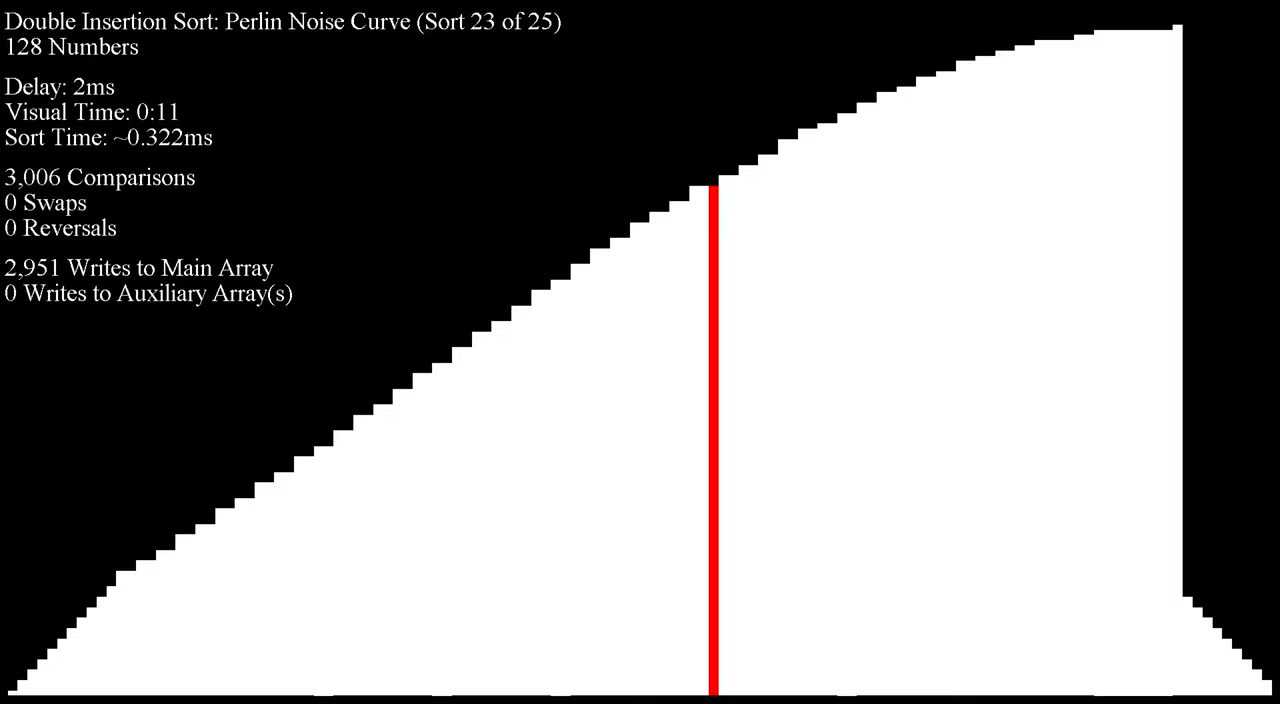 Double Insertion Sort: Perlin Noise Curve (Sort 23 of 25)
128 Numbers
Delay: 2ms
Visual Time: 0:11
Sort Time: ~0.322ms
3,006 Comparisons
0 Swaps
0 Reversals
2,951 Writes to Main Array
0 Writes to Auxiliary Array(s)